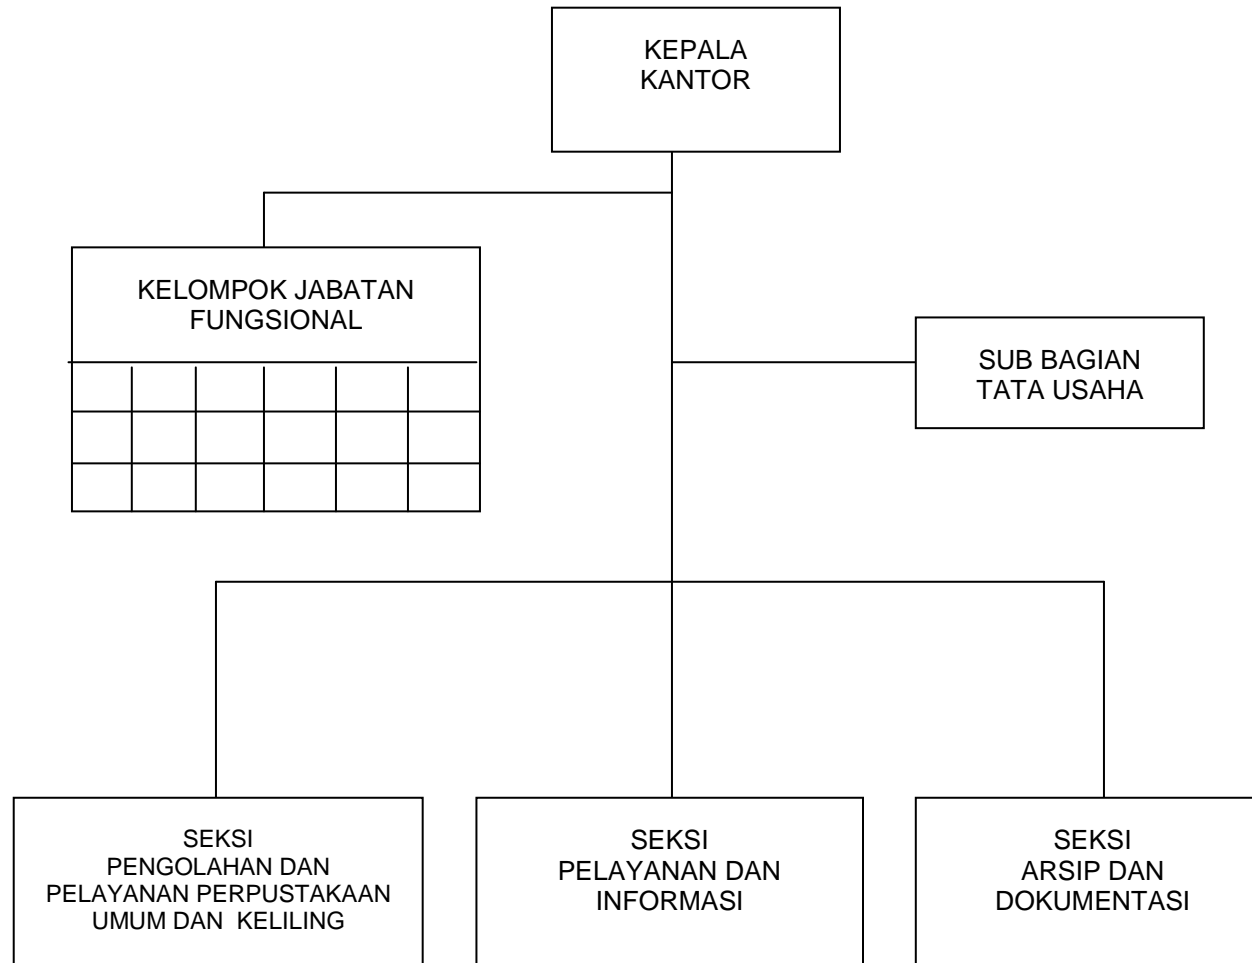 KEPALA
KANTOR
KELOMPOK JABATAN
FUNGSIONAL
SUB BAGIAN
TATA USAHA
SEKSI
PENGOLAHAN DAN
PELAYANAN PERPUSTAKAAN
UMUM DAN KELILING
SEKSI
PELAYANAN DAN
INFORMASI
SEKSI
ARSIP DAN
DOKUMENTASI